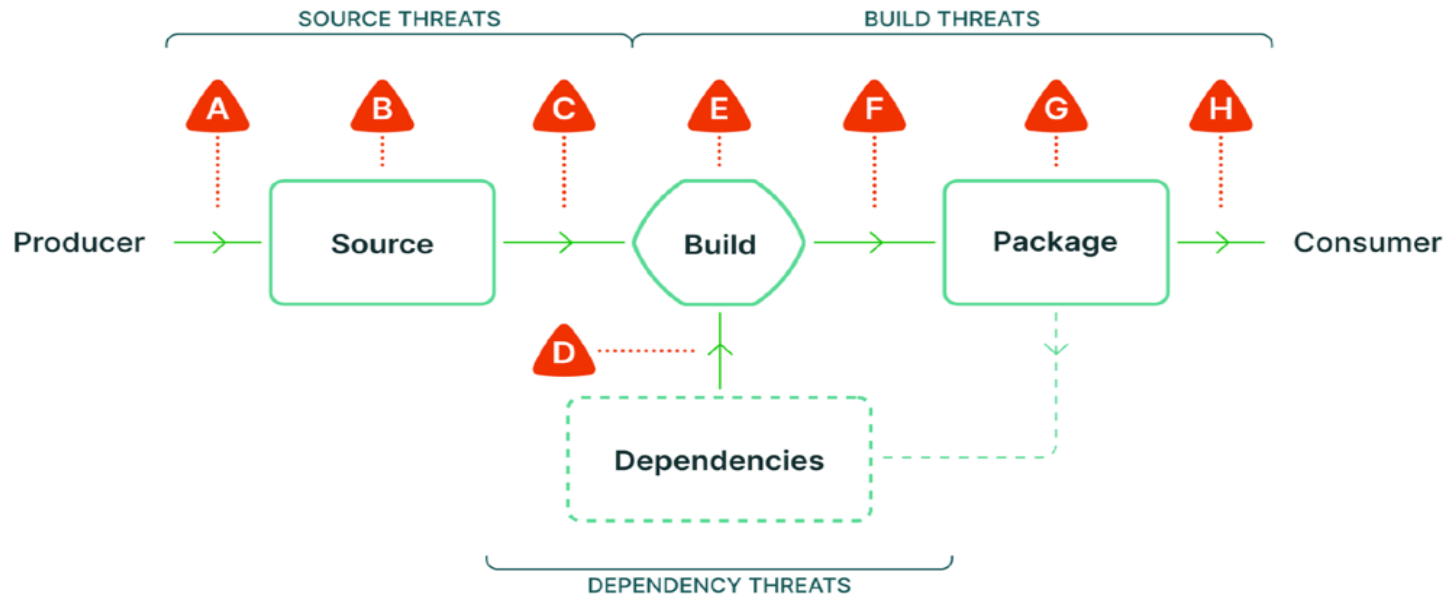 SOURCE THREATS
BUILD THREATS
A
B
C
E
F
G
H
Producer
Source
Build
Package
Consumer
D
Dependencies
DEPENDENCY THREATS